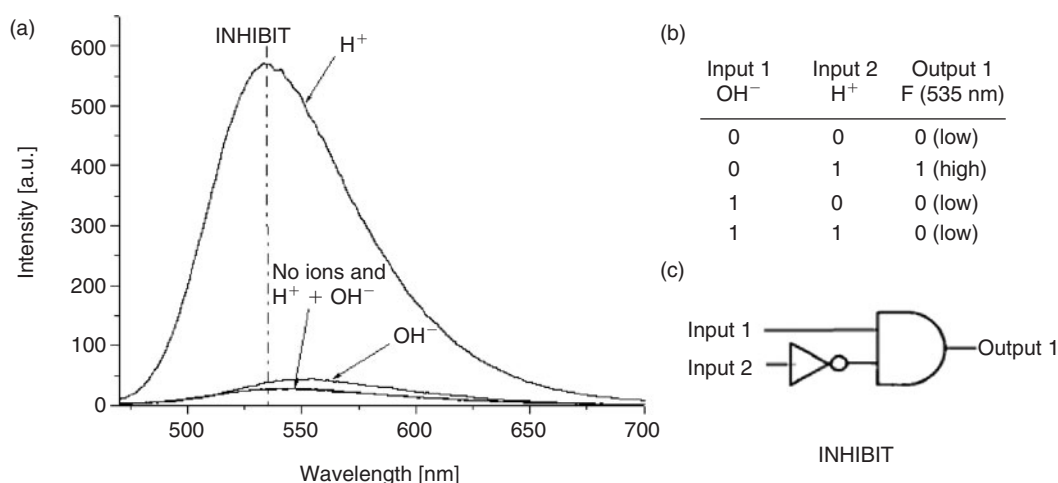 (a)
600
500
400
300
200
100
0
Intensity [a.u.]
INHIBIT
H⁺
No ions and
H⁺ + OH⁻
OH⁻
500 550 600 650 700
Wavelength [nm]
(b)
Input 1 Input 2 Output 1
OH⁻ H⁺ F (535 nm)
0 0 0 (low)
0 1 1 (high)
1 0 0 (low)
1 1 0 (low)
(c)
Input 1
Input 2
Output 1
INHIBIT